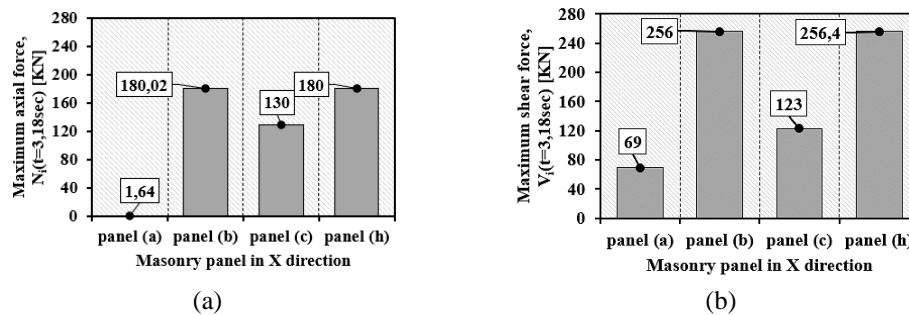 Maximum axial force,
Nᵢ(t=3,18sec) [KN]
280
240
200
160
120
80
40
0
1,64
180,02
130
180
panel (a) panel (b) panel (c) panel (h)
Masonry panel in X direction
(a)
Maximum shear force,
Vᵢ(t=3,18sec) [KN]
280
240
200
160
120
80
40
0
69
256
123
256,4
panel (a) panel (b) panel (c) panel (h)
Masonry panel in X direction
(b)